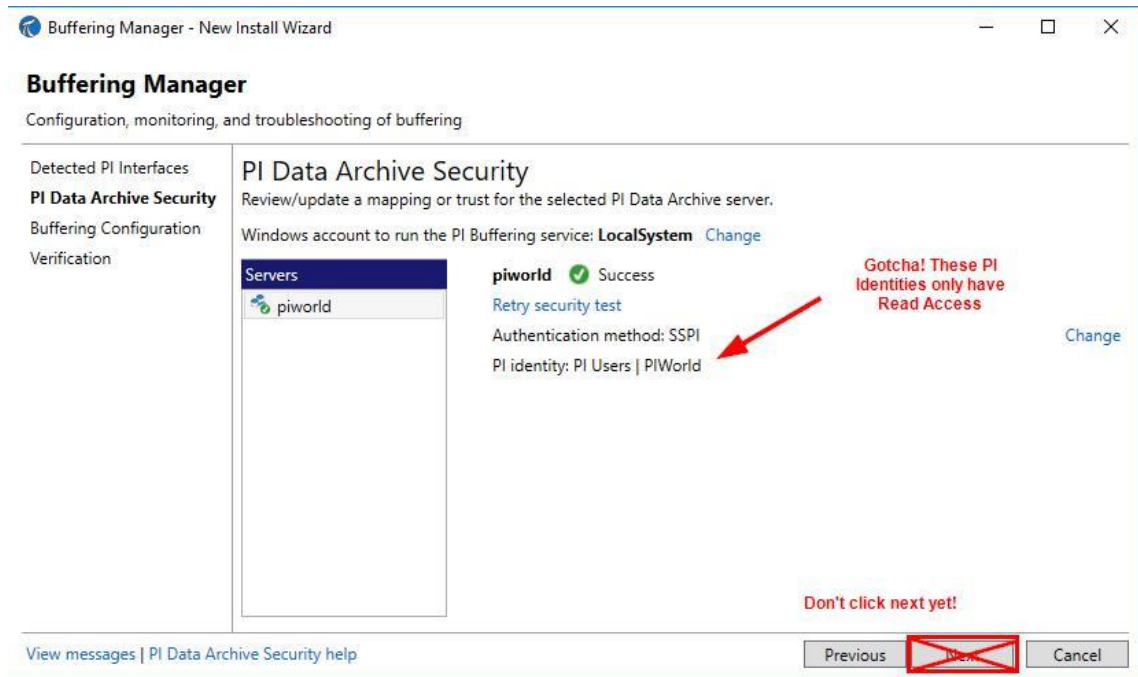 Buffering Manager - New Install Wizard
Buffering Manager
Configuration, monitoring, and troubleshooting of buffering
Detected PI Interfaces
PI Data Archive Security
Buffering Configuration
Verification
PI Data Archive Security
Review/update a mapping or trust for the selected PI Data Archive server.
Windows account to run the PI Buffering service: LocalSystem Change
Servers
piworld
piworld Success
Retry security test
Authentication method: SSPI
Change
PI identity: PI Users | PIWorld
Gotcha! These PI
Identities only have
Read Access
Don't click next yet!
View messages | PI Data Archive Security help
Previous
Next
Cancel